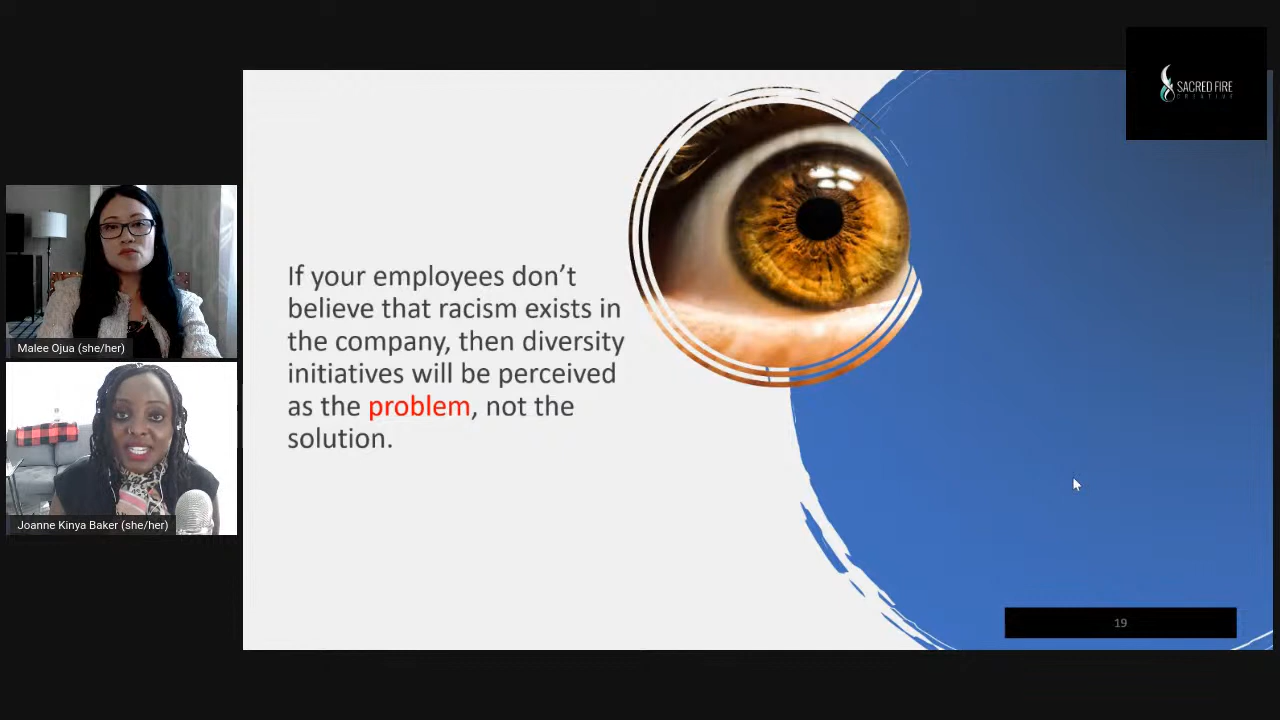 SACRED FIRE
CREATIVE
If your employees don’t
believe that racism exists in
the company, then diversity
initiatives will be perceived
as the problem, not the
solution.
Malee Ojua (she/her)
Joanne Kinya Baker (she/her)
19